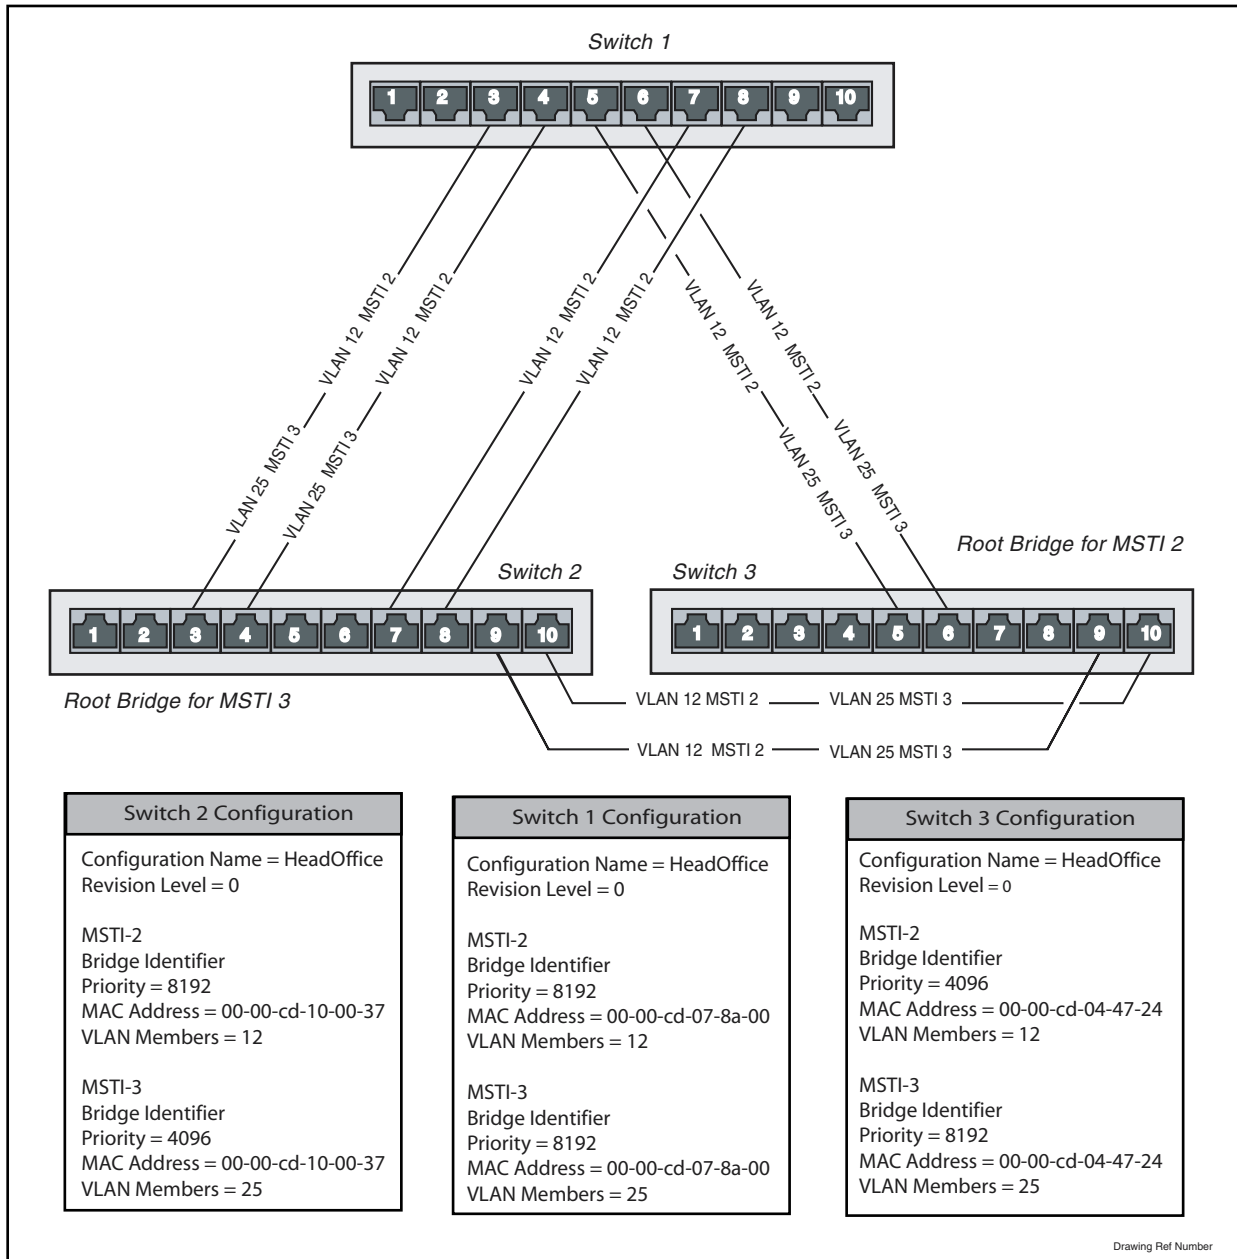 Switch 1
1 2 3 4 5 6 7 8 9 10
VLAN 25 MSTI 3
VLAN 12 MSTI 2
VLAN 25 MSTI 3
VLAN 12 MSTI 2
VLAN 12 MSTI 2
VLAN 12 MSTI 2
VLAN 12 MSTI 2
VLAN 25 MSTI 3
VLAN 12 MSTI 2
VLAN 25 MSTI 3
Root Bridge for MSTI 2
Switch 2
Switch 3
1 2 3 4 5 6 7 8 9 10
1 2 3 4 5 6 7 8 9 10
Root Bridge for MSTI 3
VLAN 12 MSTI 2
VLAN 25 MSTI 3
VLAN 12 MSTI 2
VLAN 25 MSTI 3
Switch 2 Configuration
Configuration Name = HeadOffice
Revision Level = 0
MSTI-2
Bridge Identifier
Priority = 8192
MAC Address = 00-00-cd-10-00-37
VLAN Members = 12
MSTI-3
Bridge Identifier
Priority = 4096
MAC Address = 00-00-cd-10-00-37
VLAN Members = 25
Switch 1 Configuration
Configuration Name = HeadOffice
Revision Level = 0
MSTI-2
Bridge Identifier
Priority = 8192
MAC Address = 00-00-cd-07-8a-00
VLAN Members = 12
MSTI-3
Bridge Identifier
Priority = 8192
MAC Address = 00-00-cd-07-8a-00
VLAN Members = 25
Switch 3 Configuration
Configuration Name = HeadOffice
Revision Level = 0
MSTI-2
Bridge Identifier
Priority = 4096
MAC Address = 00-00-cd-04-47-24
VLAN Members = 12
MSTI-3
Bridge Identifier
Priority = 8192
MAC Address = 00-00-cd-04-47-24
VLAN Members = 25
Drawing Ref Number